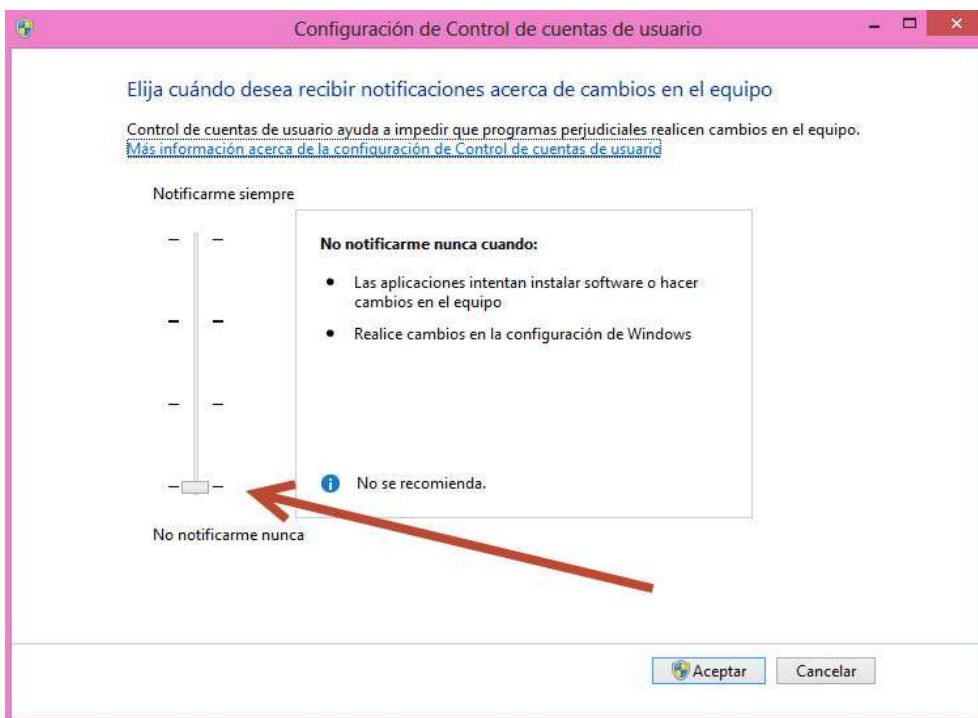 Configuración de Control de cuentas de usuario
Elija cuándo desea recibir notificaciones acerca de cambios en el equipo
Control de cuentas de usuario ayuda a impedir que programas perjudiciales realicen cambios en el equipo.
Más información acerca de la configuración de Control de cuentas de usuario
Notificarme siempre
No notificarme nunca cuando:
• Las aplicaciones intentan instalar software o hacer
cambios en el equipo
• Realice cambios en la configuración de Windows
No se recomienda.
No notificarme nunca
Aceptar Cancelar